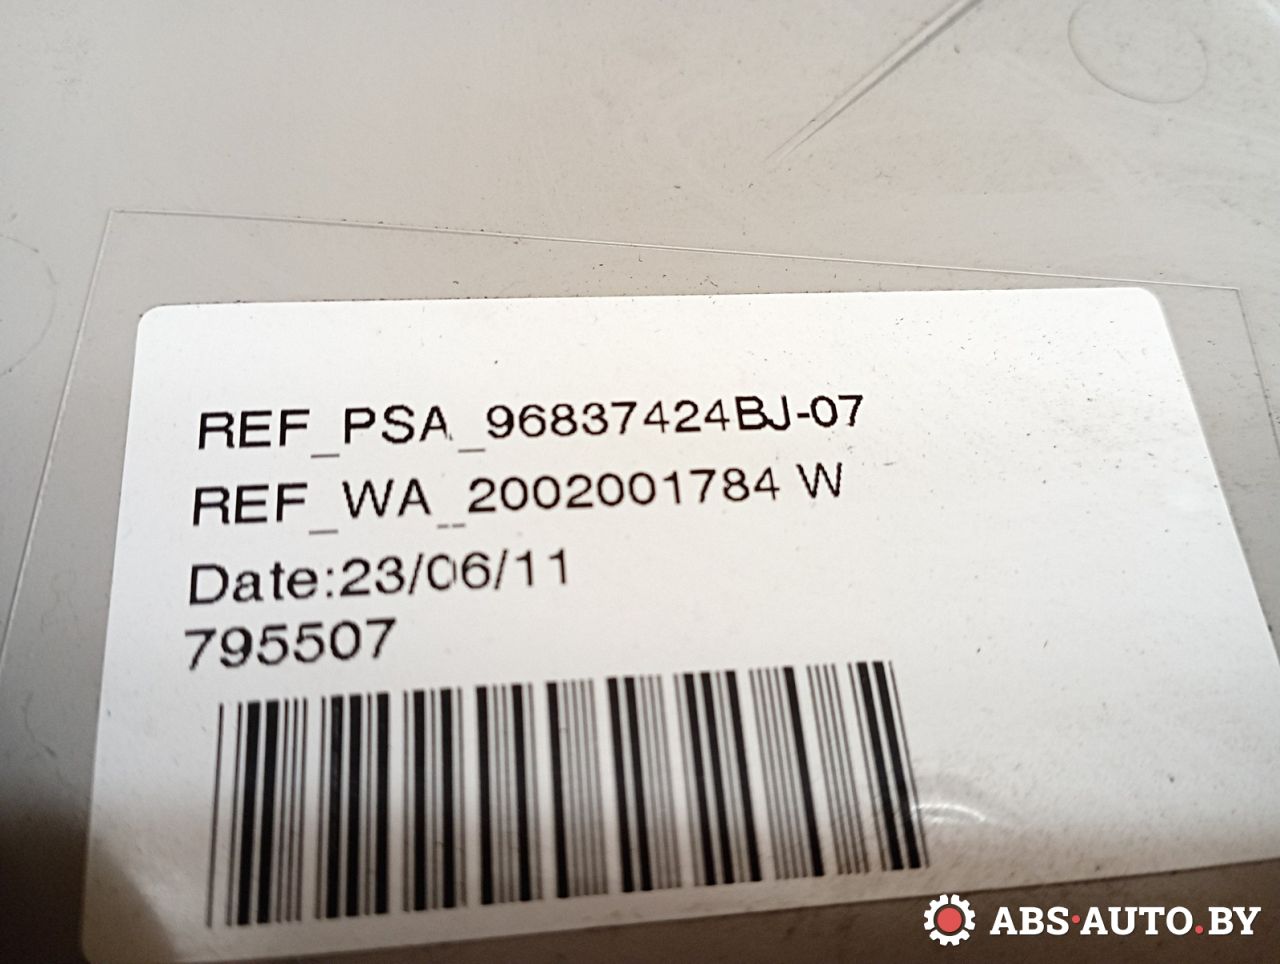 REF_PSA_96837424BJ-07
REF_WA_2002001784 W
Date:23/06/11
795507
ABS·AUTO.BY